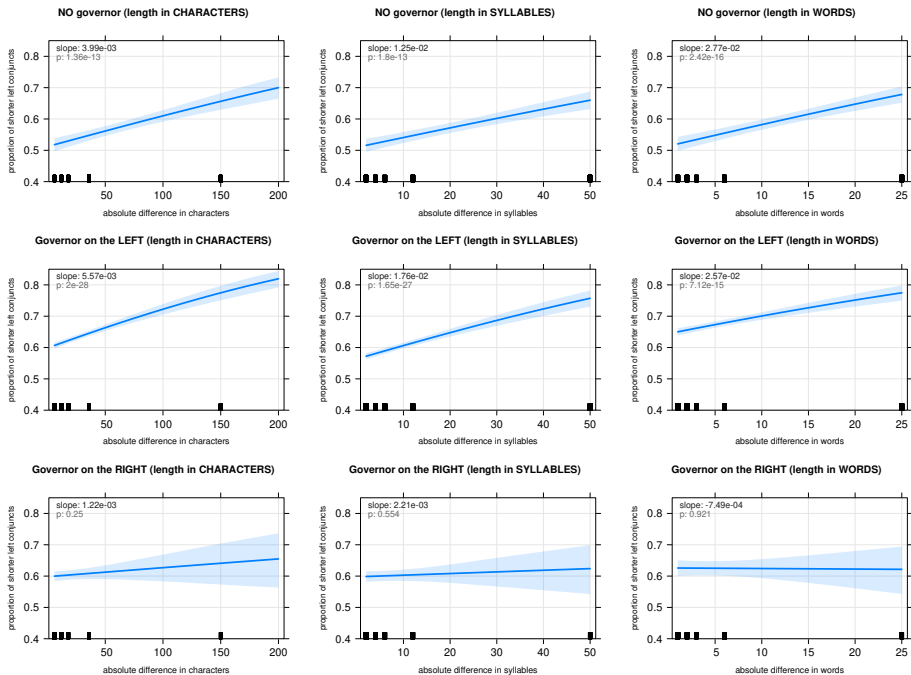 NO governor (length in CHARACTERS)
slope: 3.99e-03
p: 1.36e-13
proportion of shorter left conjuncts
0.8
0.7
0.6
0.5
0.4
50 100 150 200
absolute difference in characters
NO governor (length in SYLLABLES)
slope: 1.25e-02
p: 1.8e-13
proportion of shorter left conjuncts
0.8
0.7
0.6
0.5
0.4
10 20 30 40 50
absolute difference in syllables
NO governor (length in WORDS)
slope: 2.77e-02
p: 2.42e-16
proportion of shorter left conjuncts
0.8
0.7
0.6
0.5
0.4
5 10 15 20 25
absolute difference in words
Governor on the LEFT (length in CHARACTERS)
slope: 5.57e-03
p: 2e-28
proportion of shorter left conjuncts
0.8
0.7
0.6
0.5
0.4
50 100 150 200
absolute difference in characters
Governor on the LEFT (length in SYLLABLES)
slope: 1.76e-02
p: 1.65e-27
proportion of shorter left conjuncts
0.8
0.7
0.6
0.5
0.4
10 20 30 40 50
absolute difference in syllables
Governor on the LEFT (length in WORDS)
slope: 2.57e-02
p: 7.12e-15
proportion of shorter left conjuncts
0.8
0.7
0.6
0.5
0.4
5 10 15 20 25
absolute difference in words
Governor on the RIGHT (length in CHARACTERS)
slope: 1.22e-03
p: 0.25
proportion of shorter left conjuncts
0.8
0.7
0.6
0.5
0.4
50 100 150 200
absolute difference in characters
Governor on the RIGHT (length in SYLLABLES)
slope: 2.21e-03
p: 0.554
proportion of shorter left conjuncts
0.8
0.7
0.6
0.5
0.4
10 20 30 40 50
absolute difference in syllables
Governor on the RIGHT (length in WORDS)
slope: -7.49e-04
p: 0.921
proportion of shorter left conjuncts
0.8
0.7
0.6
0.5
0.4
5 10 15 20 25
absolute difference in words